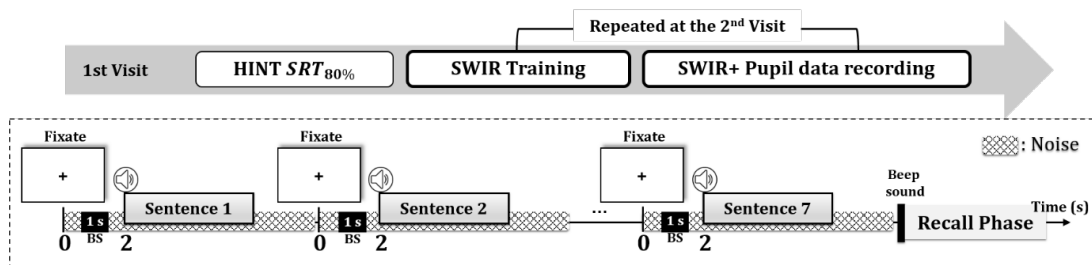 Repeated at the 2nd Visit
1st Visit
HINT SRT80%
SWIR Training
SWIR+ Pupil data recording
Fixate
Fixate
Fixate
: Noise
+
+
+
Beep
sound
Sentence 1
Sentence 2
...
Sentence 7
Recall Phase
Time (s)
1 s
1 s
1 s
0
BS
2
0
BS
2
0
BS
2